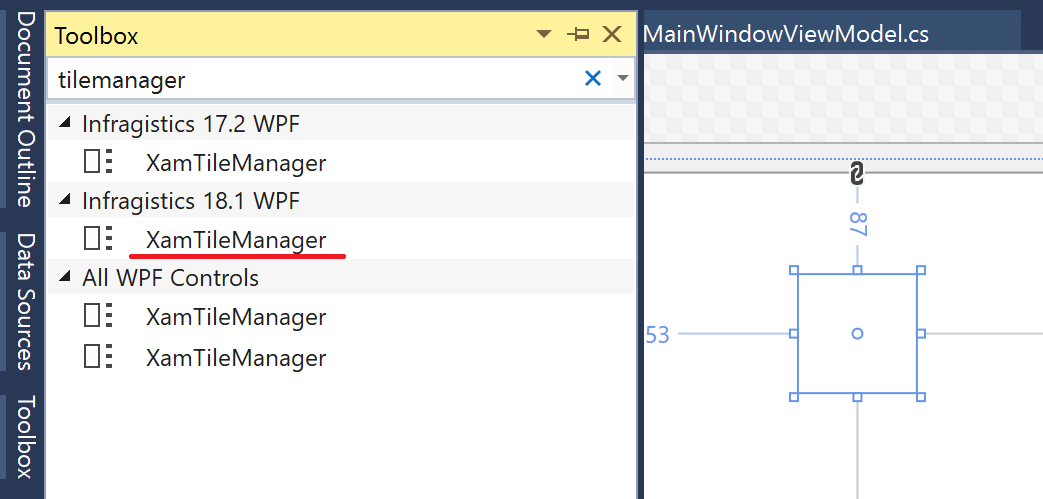 Document Outline
Data Sources
Toolbox
Toolbox
tilemanager
Infragistics 17.2 WPF
XamTileManager
Infragistics 18.1 WPF
XamTileManager
All WPF Controls
XamTileManager
XamTileManager
MainWindowViewModel.cs
87
53